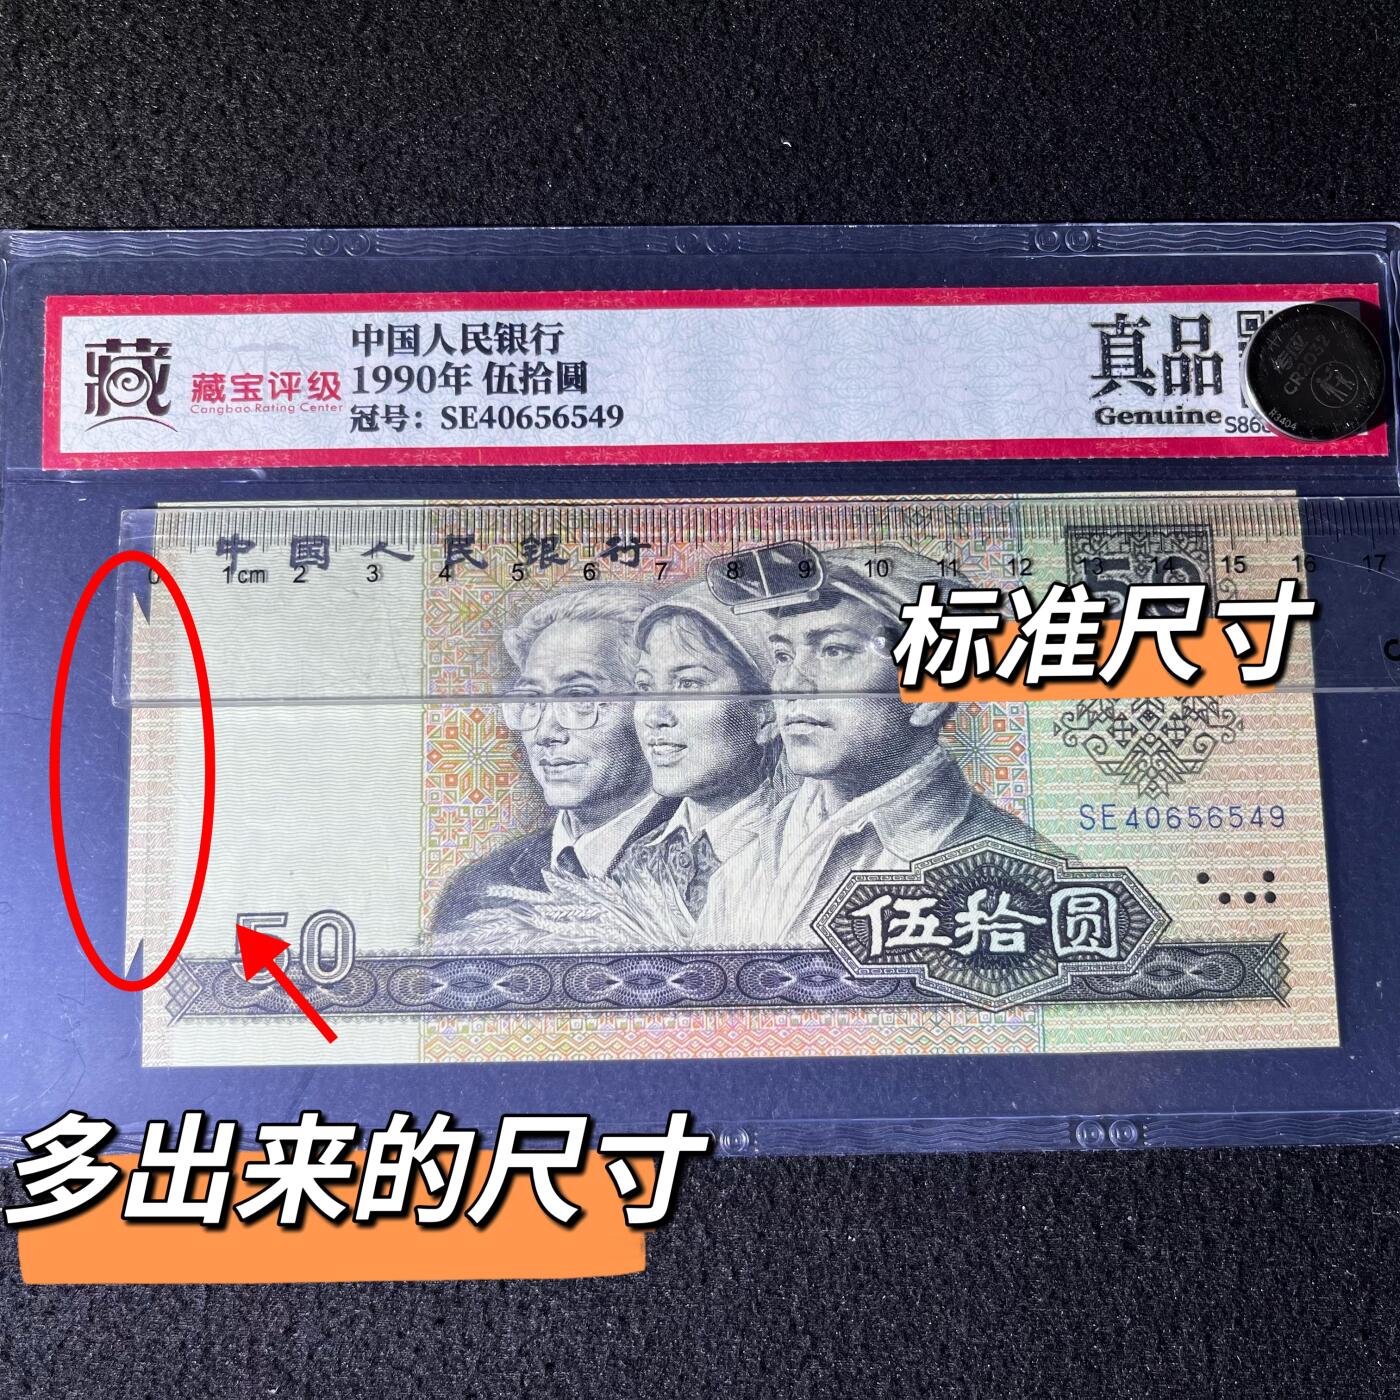 藏
藏宝评级
Cangbao Rating Center
中国人民银行
1990年 伍拾圆
冠号：SE40656549
真品
Genuine
CR2032
中国人民银行
0 1cm 2 3 4 5 6 7 8 9 10 11 12 13 14 15 16 17
50
标准尺寸
SE40656549
伍拾圆
50
多出来的尺寸